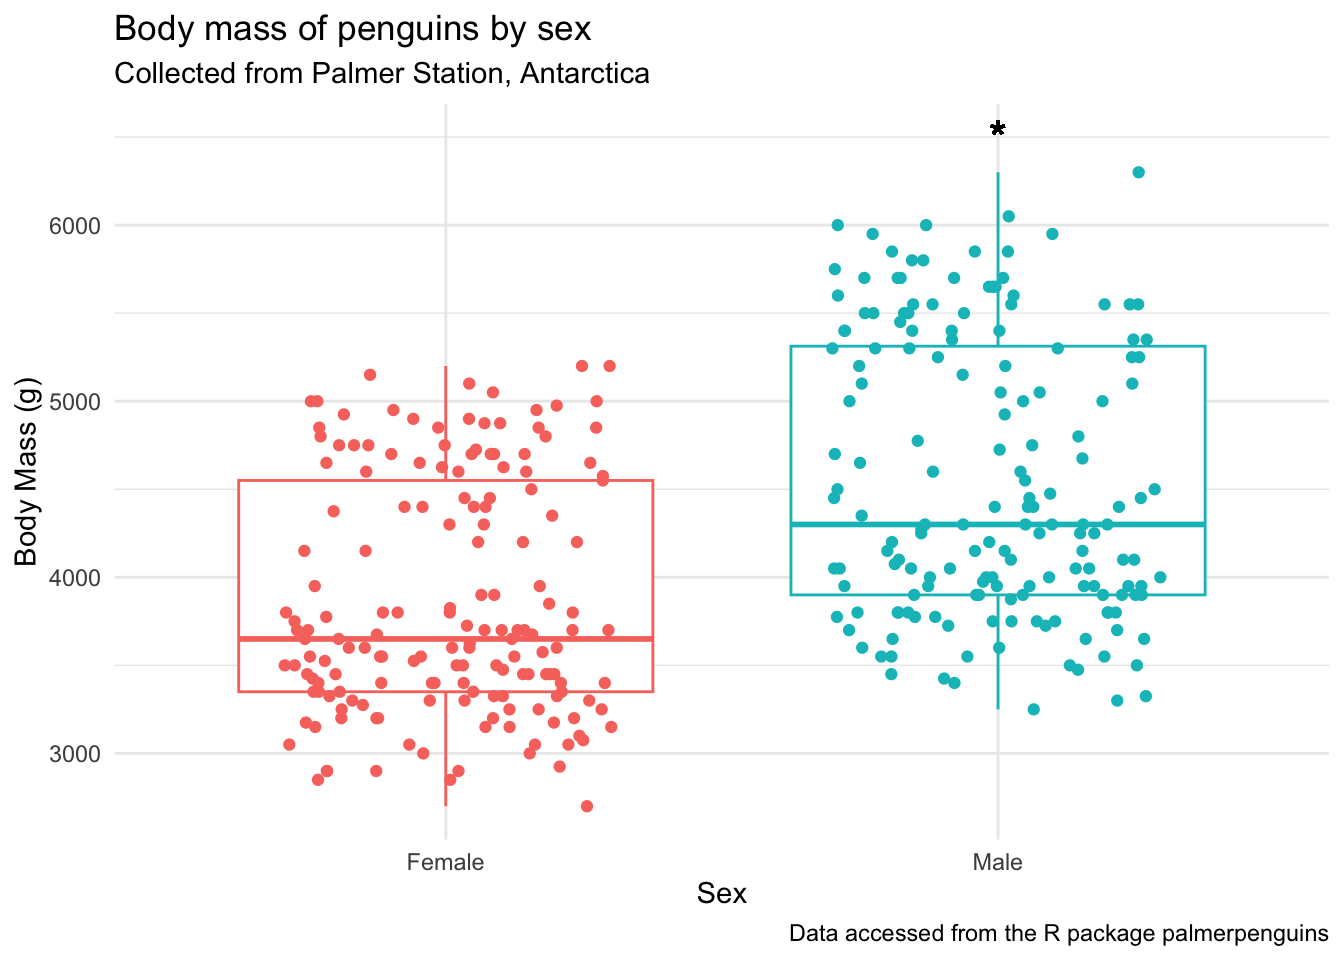 Body mass of penguins by sex
Collected from Palmer Station, Antarctica
*
6000
5000
4000
3000
Body Mass (g)
Female Male
Sex
Data accessed from the R package palmerpenguins